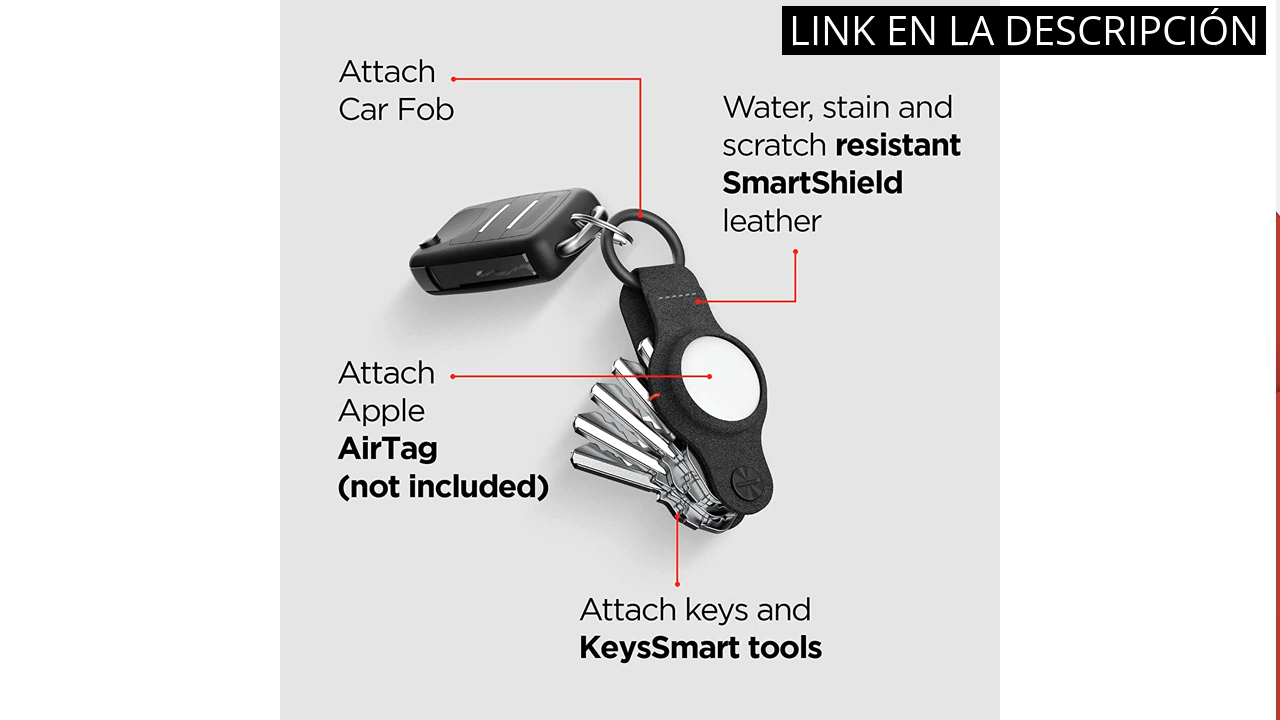 LINK EN LA DESCRIPCIÓN
Attach
Car Fob
Water, stain and
scratch resistant
SmartShield
leather
Attach
Apple
AirTag
(not included)
Attach keys and
KeysSmart tools